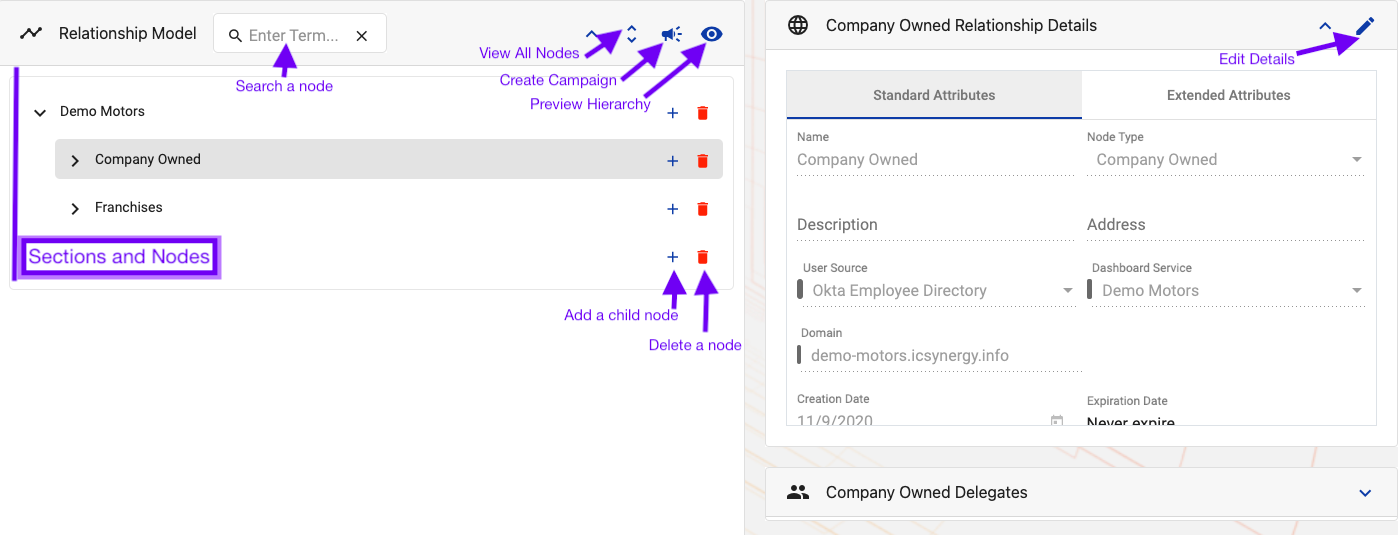 Relationship Model
Enter Term...
View All Nodes
Create Campaign
Preview Hierarchy
Search a node
Demo Motors
Company Owned
Franchises
Sections and Nodes
Add a child node
Delete a node
Company Owned Relationship Details
Edit Details
Standard Attributes Extended Attributes
Name Node Type
Company Owned Company Owned
Description Address
User Source Dashboard Service
Okta Employee Directory Demo Motors
Domain
demo-motors.icsynergy.info
Creation Date Expiration Date
11/9/2020 Never expire
Company Owned Delegates